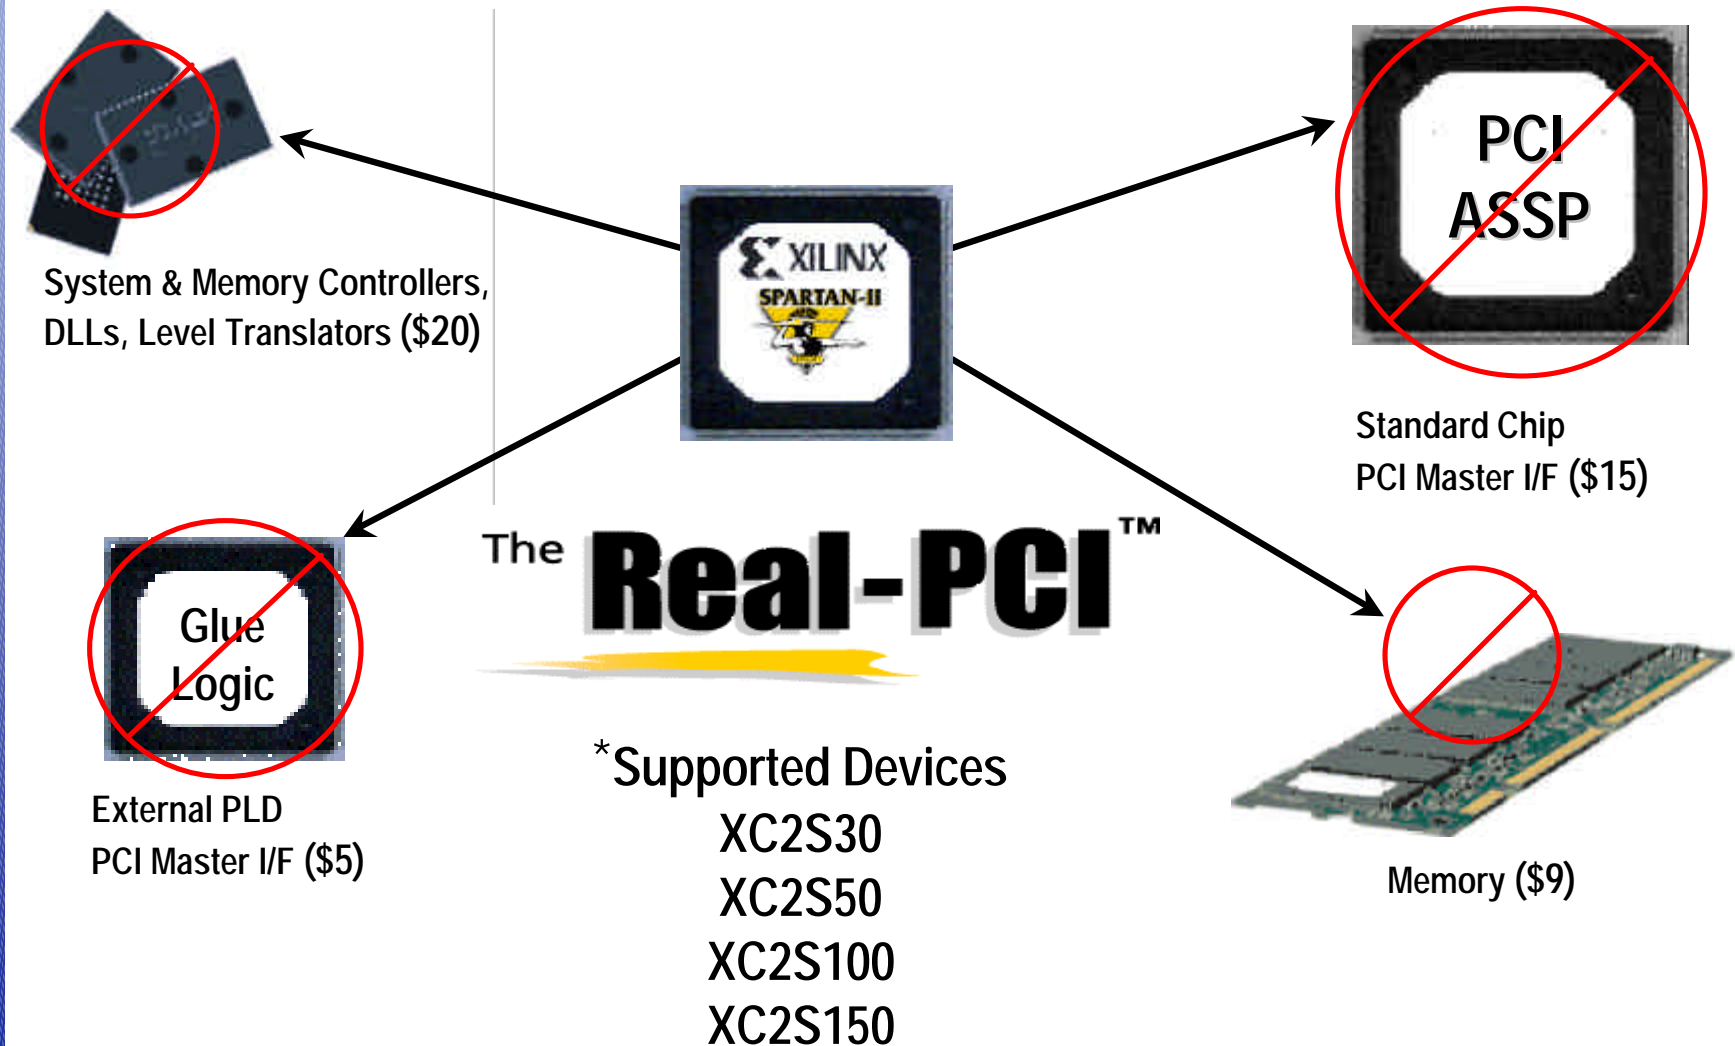 System & Memory Controllers,
DLLs, Level Translators ($20)
XILINX
SPARTAN-II
PCI
ASSP
Standard Chip
PCI Master I/F ($15)
The Real-PCI™
Glue
Logic
External PLD
PCI Master I/F ($5)
Memory ($9)
*Supported Devices
XC2S30
XC2S50
XC2S100
XC2S150